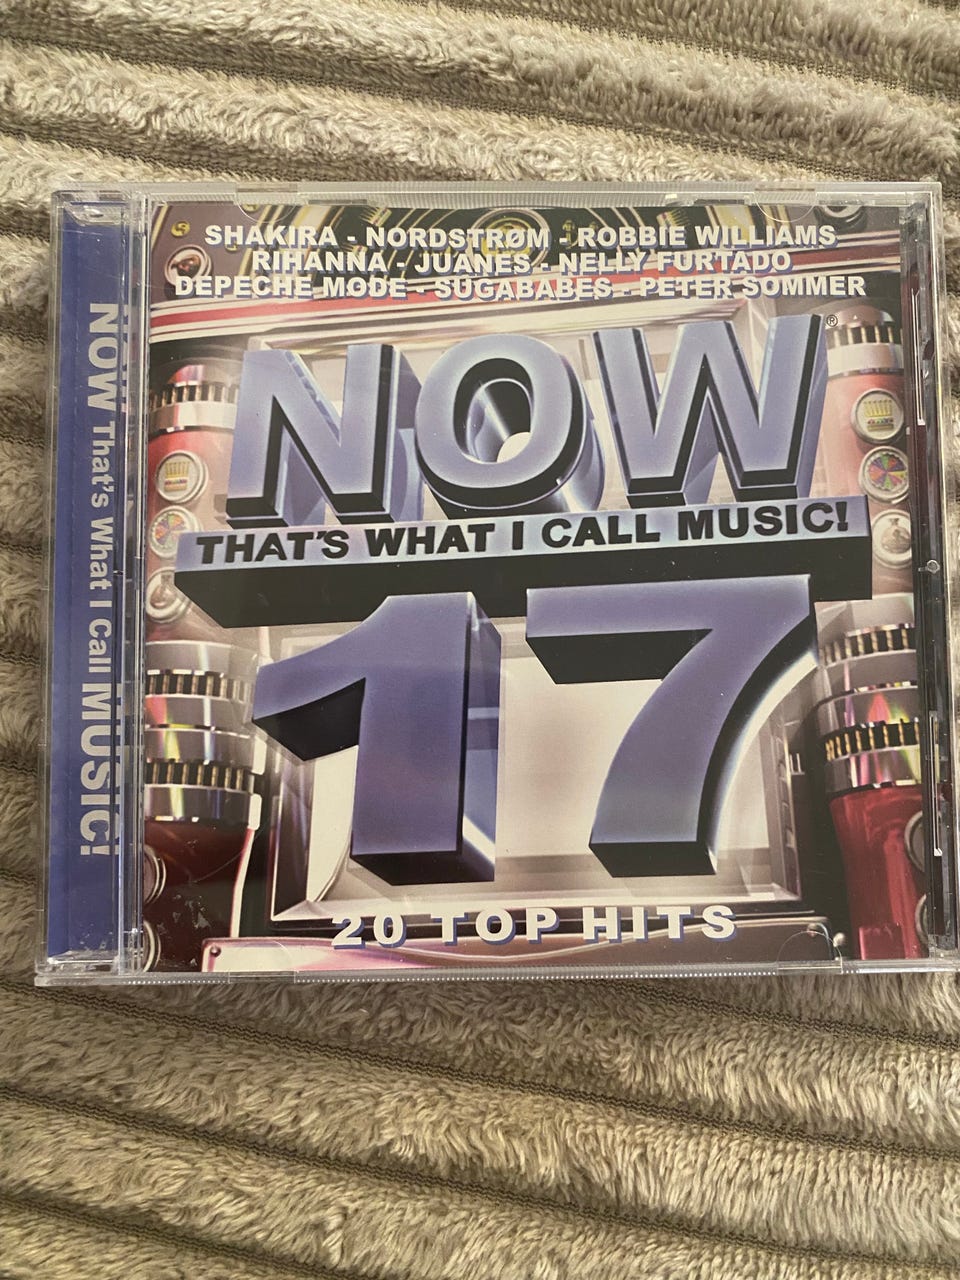 SHAKIRA - NORDSTRØM - ROBBIE WILLIAMS
RIHANNA - JUANES - NELLY FURTADO
DEPECHE MODE - SUGABABES - PETER SOMMER
NOW®
THAT'S WHAT I CALL MUSIC!
17
20 TOP HITS
NOW That's What I Call MUSIC!